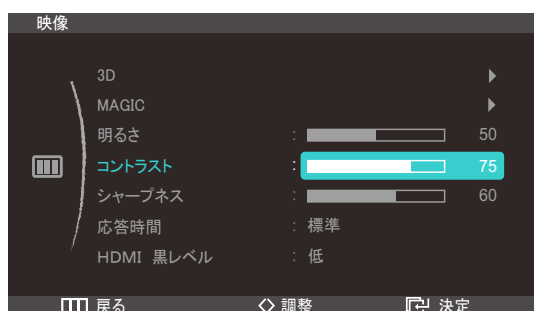 映像
3D
MAGIC
明るさ : 50
コントラスト : 75
シャープネス : 60
応答時間 : 標準
HDMI 黒レベル : 低
戻る 調整 決定